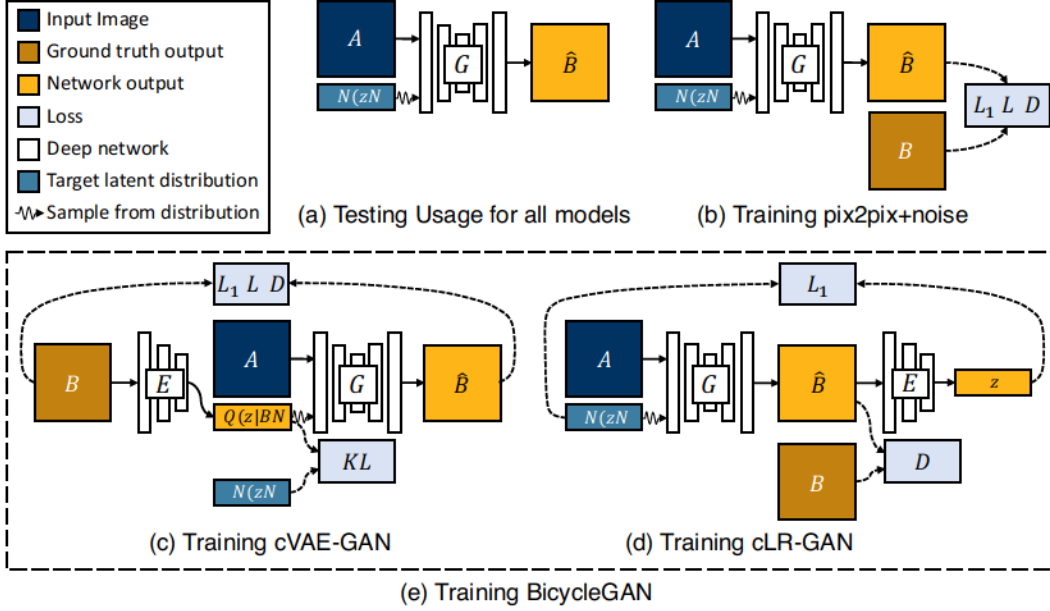 Input Image
Ground truth output
Network output
Loss
Deep network
Target latent distribution
Sample from distribution
A
N(zN
G
B̂
(a) Testing Usage for all models
A
N(zN
G
B̂
B
L₁ L D
(b) Training pix2pix+noise
L₁ L D
B
E
A
Q(z|BN
G
B̂
KL
N(zN
(c) Training cVAE-GAN
L₁
A
N(zN
G
B̂
E
z
B
D
(d) Training cLR-GAN
(e) Training BicycleGAN